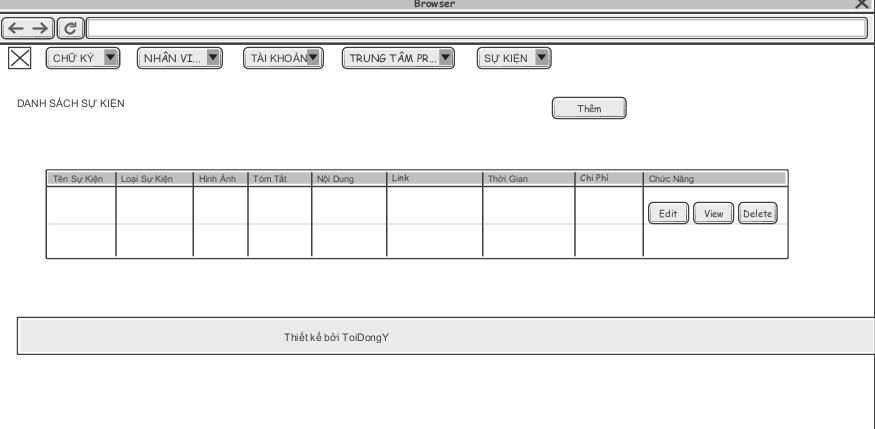 Browser
CHỮ KÝ NHÂN VI... TÀI KHOẢN TRUNG TÂM PR... SỰ KIỆN
DANH SÁCH SỰ KIỆN
Thêm
Tên Sự Kiện Loại Sự Kiện Hình Ảnh Tóm Tắt Nội Dung Link Thời Gian Chi Phí Chức Năng
Edit View Delete
Thiết kế bởi ToiDongY